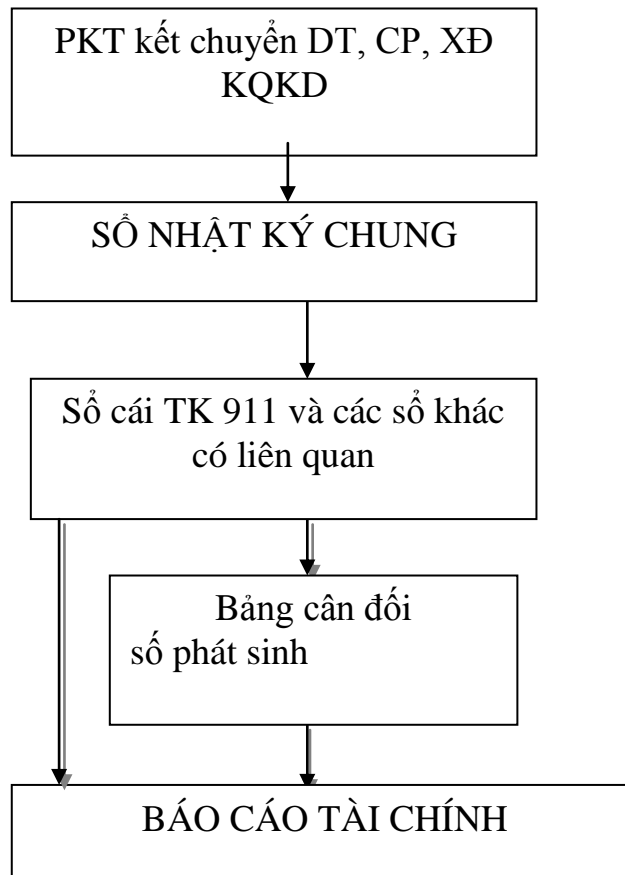 PKT kết chuyển DT, CP, XĐ
KQKD
SỔ NHẬT KÝ CHUNG
Sổ cái TK 911 và các sổ khác
có liên quan
Bảng cân đối
số phát sinh
BÁO CÁO TÀI CHÍNH